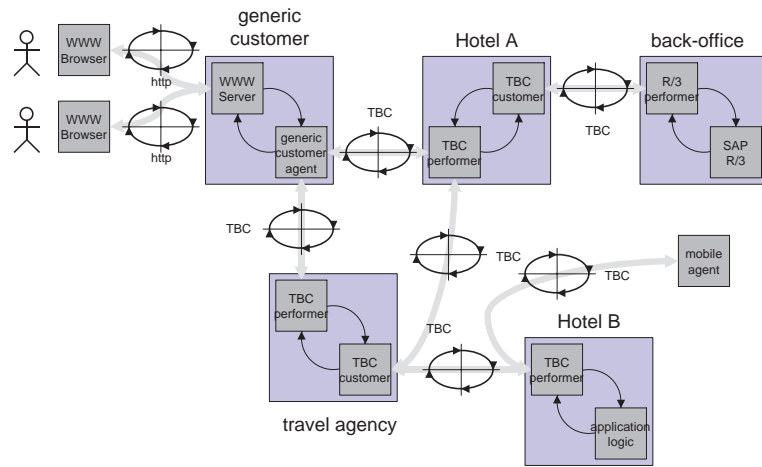 generic
customer
Hotel A
back-office
WWW
Browser
http
WWW
Server
TBC
customer
R/3
performer
TBC
TBC
WWW
Browser
http
generic
customer
agent
TBC
performer
SAP
R/3
TBC
TBC
TBC
TBC
mobile
agent
TBC
performer
TBC
Hotel B
TBC
customer
TBC
performer
travel agency
application
logic